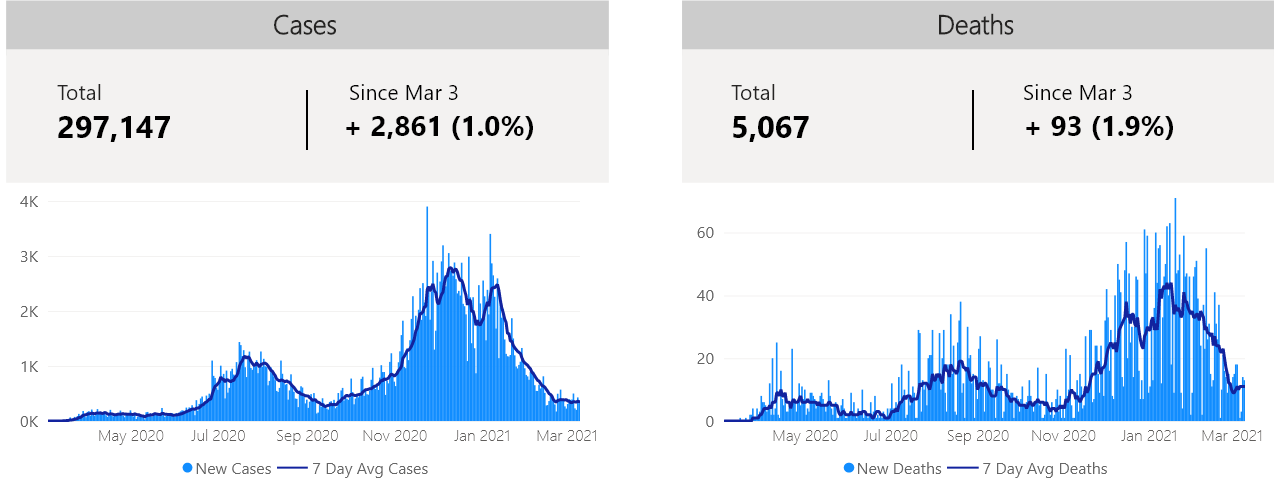 Cases
Total
297,147
Since Mar 3
+ 2,861 (1.0%)
4K
3K
2K
1K
0K
May 2020 Jul 2020 Sep 2020 Nov 2020 Jan 2021 Mar 2021
New Cases 7 Day Avg Cases
Deaths
Total
5,067
Since Mar 3
+ 93 (1.9%)
60
40
20
0
May 2020 Jul 2020 Sep 2020 Nov 2020 Jan 2021 Mar 2021
New Deaths 7 Day Avg Deaths